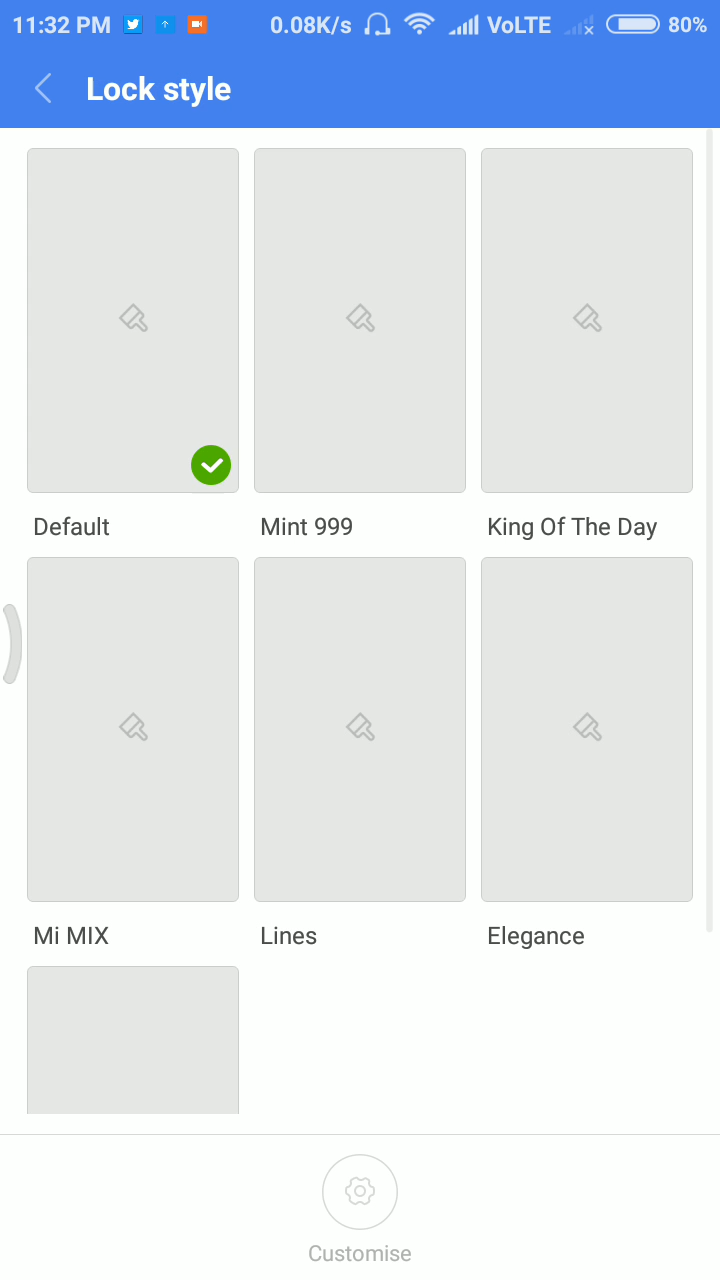 11:32 PM 0.08K/s VoLTE 80%
Lock style
Default Mint 999 King Of The Day
Mi MIX Lines Elegance
Customise